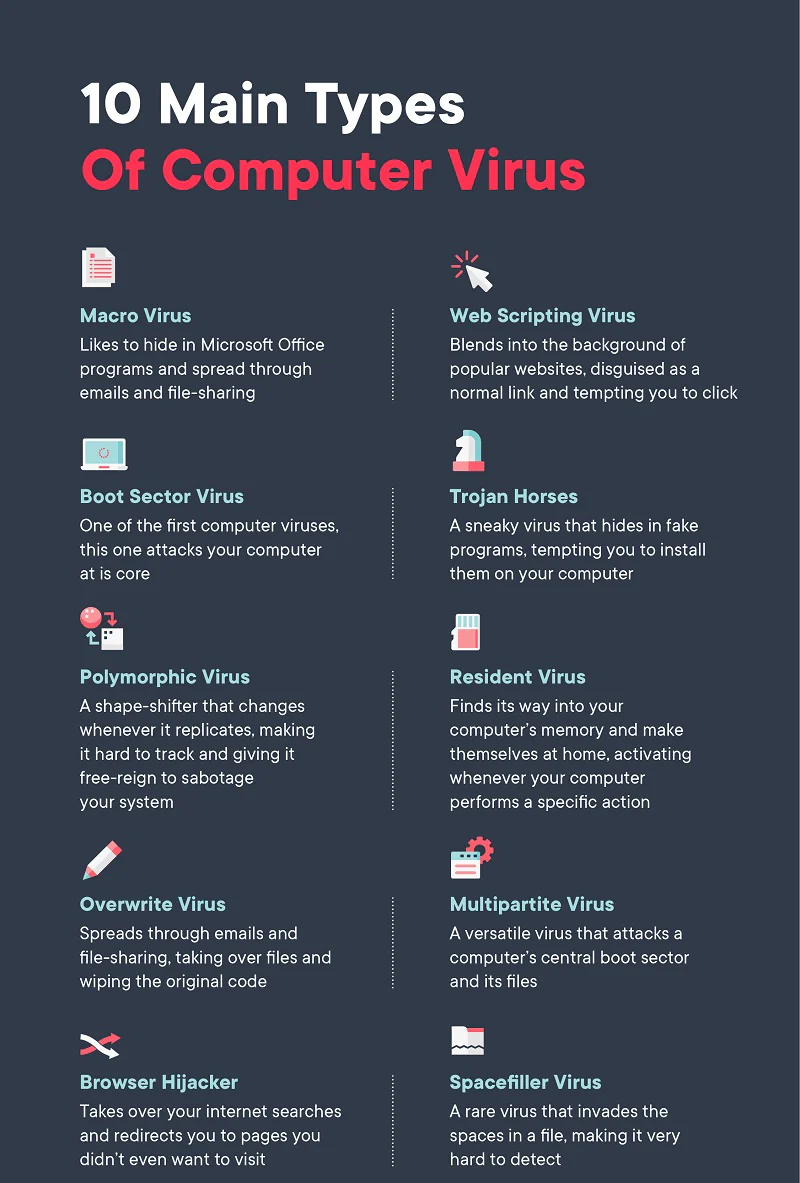 10 Main Types
Of Computer Virus
Macro Virus
Likes to hide in Microsoft Office
programs and spread through
emails and file-sharing
Web Scripting Virus
Blends into the background of
popular websites, disguised as a
normal link and tempting you to click
Boot Sector Virus
One of the first computer viruses,
this one attacks your computer
at is core
Trojan Horses
A sneaky virus that hides in fake
programs, tempting you to install
them on your computer
Polymorphic Virus
A shape-shifter that changes
whenever it replicates, making
it hard to track and giving it
free-reign to sabotage
your system
Resident Virus
Finds its way into your
computer's memory and make
themselves at home, activating
whenever your computer
performs a specific action
Overwrite Virus
Spreads through emails and
file-sharing, taking over files and
wiping the original code
Multipartite Virus
A versatile virus that attacks a
computer's central boot sector
and its files
Browser Hijacker
Takes over your internet searches
and redirects you to pages you
didn't even want to visit
Spacefiller Virus
A rare virus that invades the
spaces in a file, making it very
hard to detect